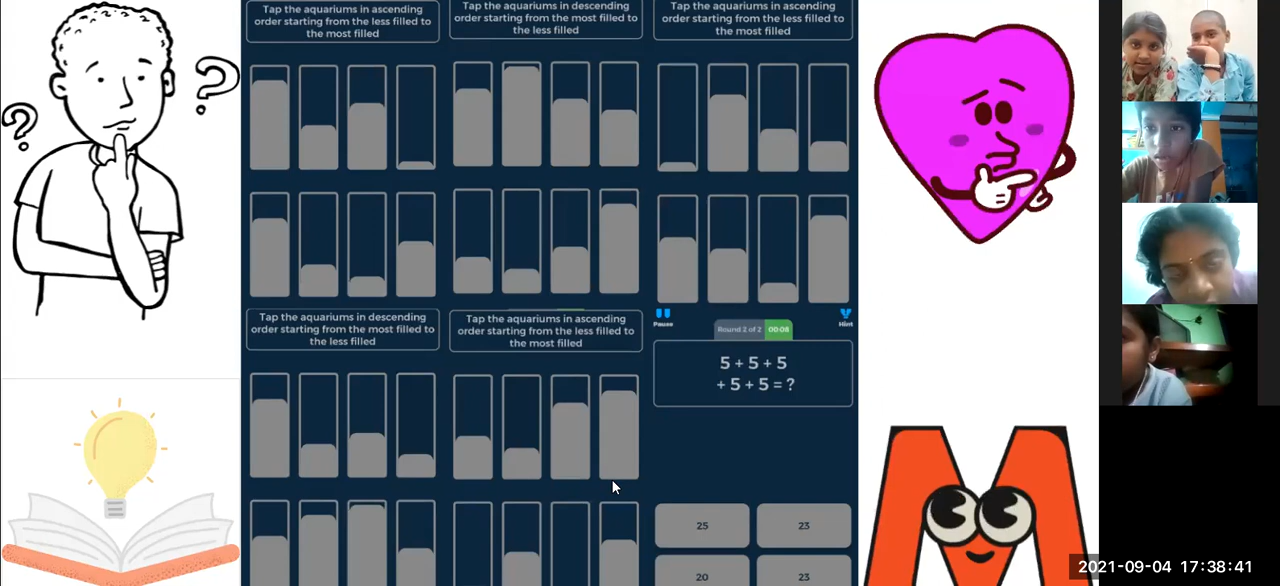 Tap the aquariums in ascending
order starting from the less filled to
the most filled
Tap the aquariums in descending
order starting from the most filled to
the less filled
Tap the aquariums in ascending
order starting from the less filled to
the most filled
Tap the aquariums in descending
order starting from the most filled to
the less filled
Tap the aquariums in ascending
order starting from the less filled to
the most filled
Pause
Round 2 of 2
00:08
Hint
5 + 5 + 5
+ 5 + 5 = ?
25
23
20
23
M
2021-09-04 17:38:41